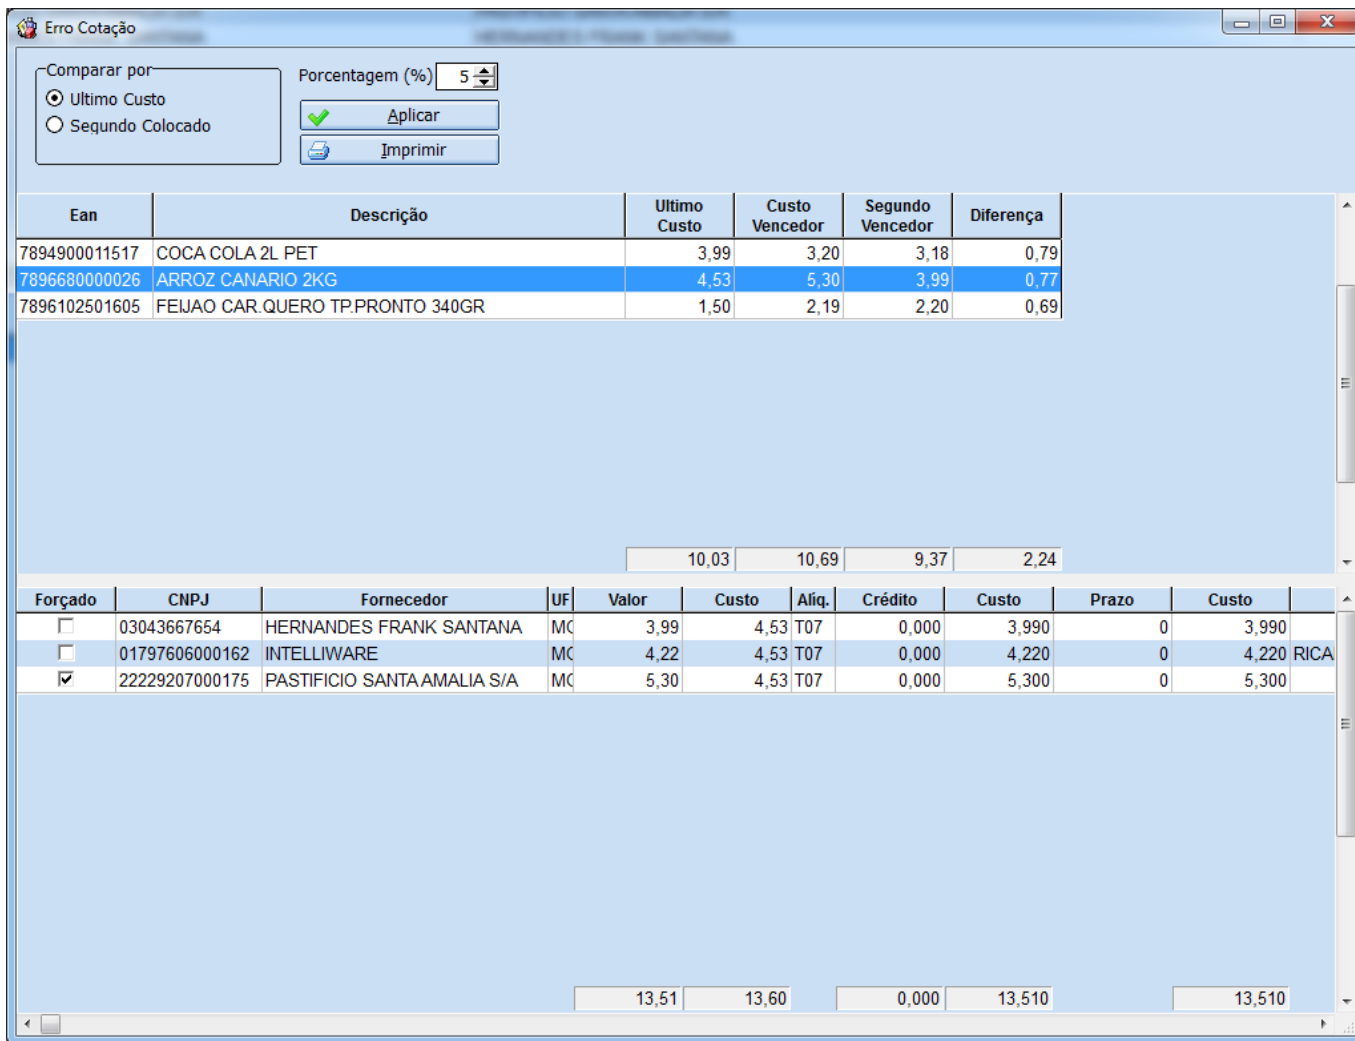 Erro Cotação
Comparar por
Ultimo Custo
Segundo Colocado
Porcentagem (%) 5
Aplicar
Imprimir
Ean Descrição Ultimo Custo Custo Vencedor Segundo Vencedor Diferença
7894900011517 COCA COLA 2L PET 3,99 3,20 3,18 0,79
7896680000026 ARROZ CANARIO 2KG 4,53 5,30 3,99 0,77
7896102501605 FEIJAO CAR.QUERO TP.PRONTO 340GR 1,50 2,19 2,20 0,69
10,03 10,69 9,37 2,24
Forçado CNPJ Fornecedor UF Valor Custo Aliq. Crédito Custo Prazo Custo
03043667654 HERNANDES FRANK SANTANA 3,99 4,53 T07 0,000 3,990 0 3,990
01797606000162 INTELLIWARE 4,22 4,53 T07 0,000 4,220 0 4,220 RICA
22229207000175 PASTIFICIO SANTA AMALIA S/A 5,30 4,53 T07 0,000 5,300 0 5,300
13,51 13,60 0,000 13,510 13,510